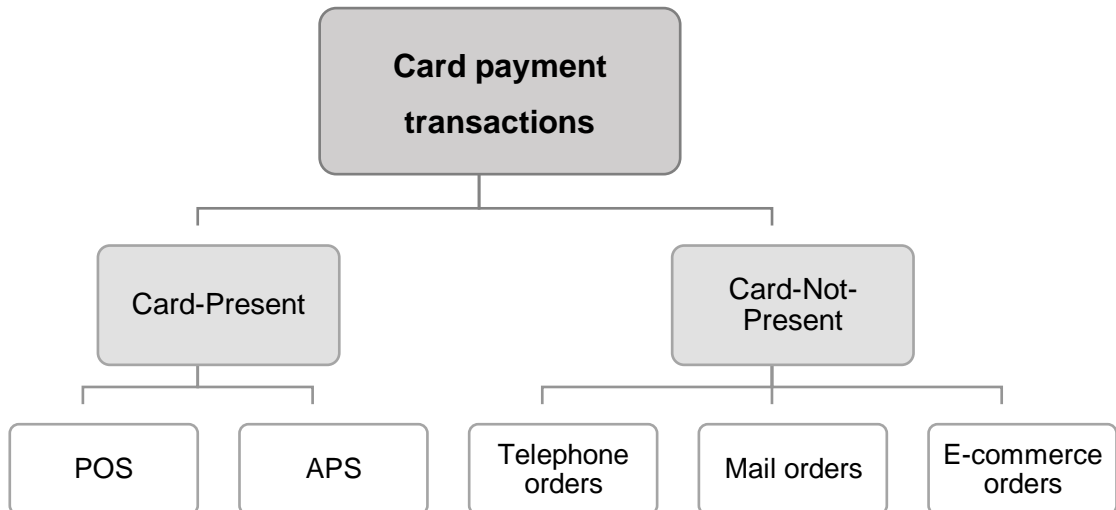 Card payment
transactions
Card-Present
Card-Not-
Present
POS
APS
Telephone
orders
Mail orders
E-commerce
orders